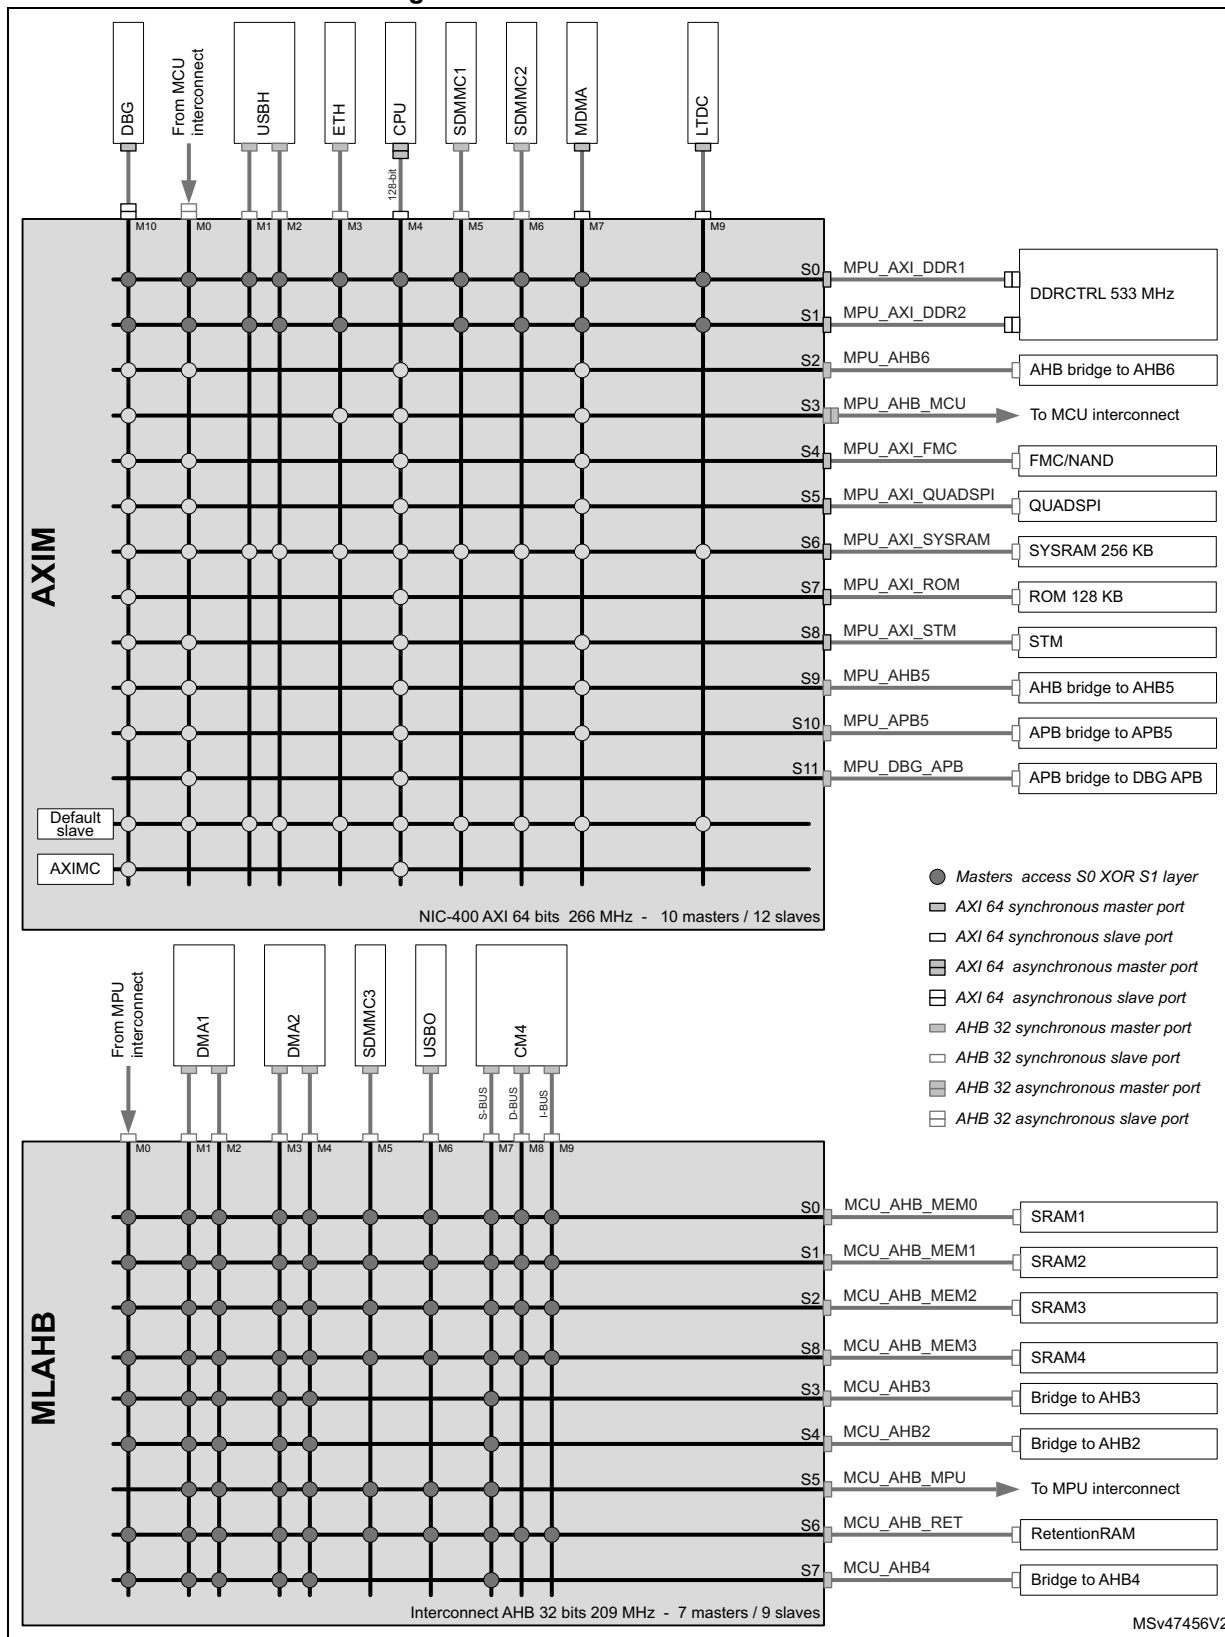 DBG
From MCU
interconnect
USBH
ETH
CPU
SDMMC1
SDMMC2
MDMA
LTDC
128-bit
M10
M0
M1
M2
M3
M4
M5
M6
M7
M9
AXIM
S0 MPU_AXI_DDR1
DDRCTRL 533 MHz
S1 MPU_AXI_DDR2
S2 MPU_AHB6 AHB bridge to AHB6
S3 MPU_AHB_MCU To MCU interconnect
S4 MPU_AXI_FMC FMC/NAND
S5 MPU_AXI_QUADSPI QUADSPI
S6 MPU_AXI_SYSRAM SYSRAM 256 KB
S7 MPU_AXI_ROM ROM 128 KB
S8 MPU_AXI_STM STM
S9 MPU_AHB5 AHB bridge to AHB5
S10 MPU_APB5 APB bridge to APB5
S11 MPU_DBG_APB APB bridge to DBG APB
Default
slave
AXIMC
NIC-400 AXI 64 bits 266 MHz - 10 masters / 12 slaves
Masters access S0 XOR S1 layer
AXI 64 synchronous master port
AXI 64 synchronous slave port
AXI 64 asynchronous master port
AXI 64 asynchronous slave port
AHB 32 synchronous master port
AHB 32 synchronous slave port
AHB 32 asynchronous master port
AHB 32 asynchronous slave port
From MPU
interconnect
DMA1
DMA2
SDMMC3
USBO
CM4
S-BUS
D-BUS
I-BUS
M0
M1
M2
M3
M4
M5
M6
M7
M8
M9
MLAHB
S0 MCU_AHB_MEM0 SRAM1
S1 MCU_AHB_MEM1 SRAM2
S2 MCU_AHB_MEM2 SRAM3
S8 MCU_AHB_MEM3 SRAM4
S3 MCU_AHB3 Bridge to AHB3
S4 MCU_AHB2 Bridge to AHB2
S5 MCU_AHB_MPU To MPU interconnect
S6 MCU_AHB_RET RetentionRAM
S7 MCU_AHB4 Bridge to AHB4
Interconnect AHB 32 bits 209 MHz - 7 masters / 9 slaves
MSv47456V2